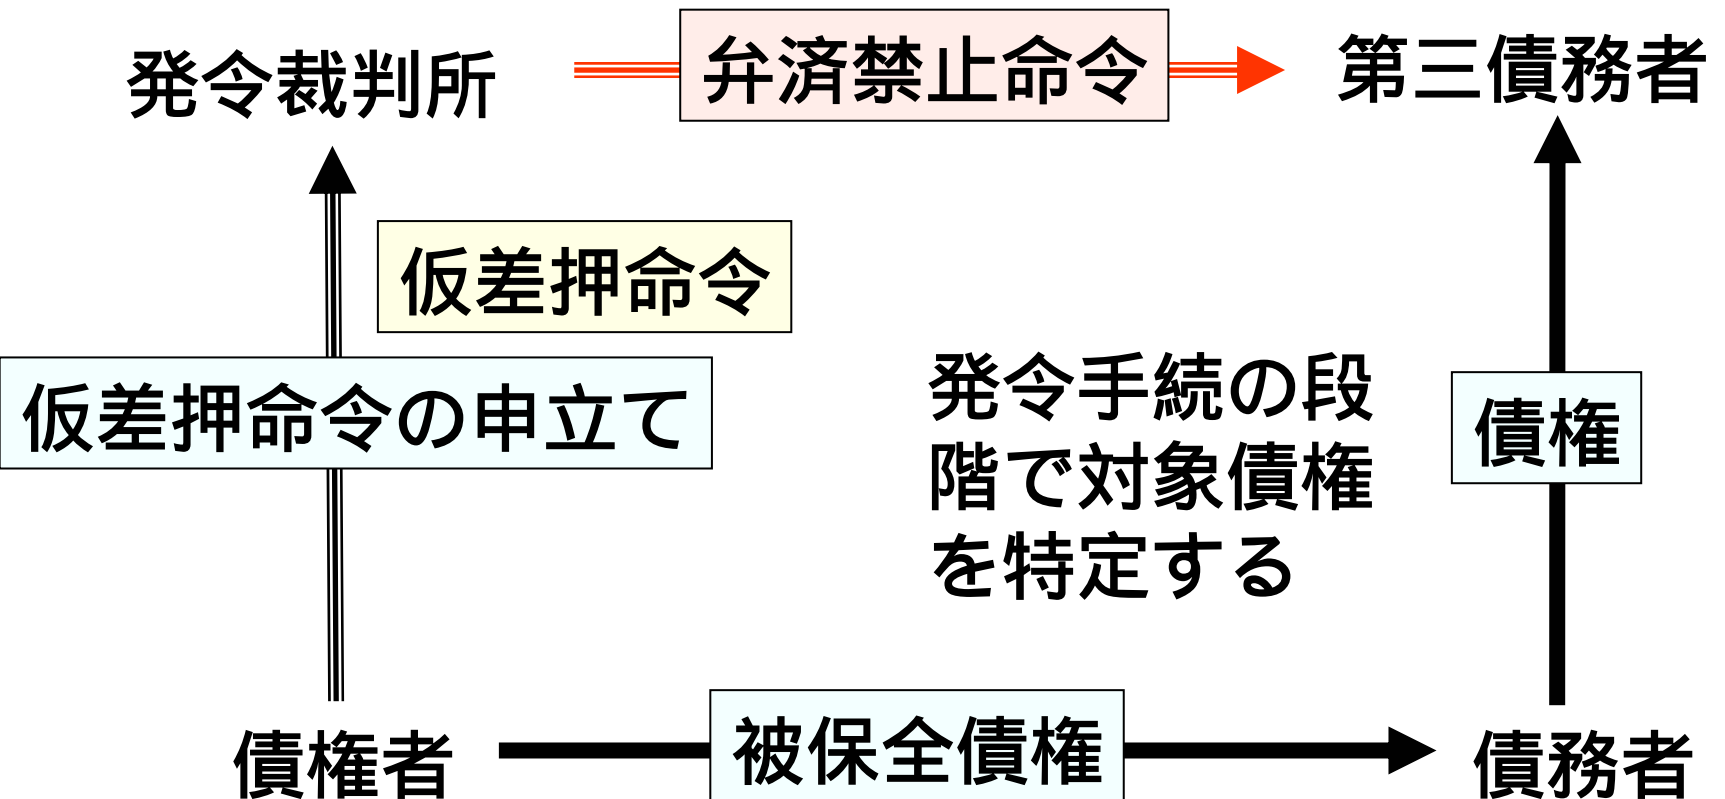 発令裁判所
弁済禁止命令
第三債務者
仮差押命令
仮差押命令の申立て
発令手続の段
階で対象債権
を特定する
債権
債権者
被保全債権
債務者